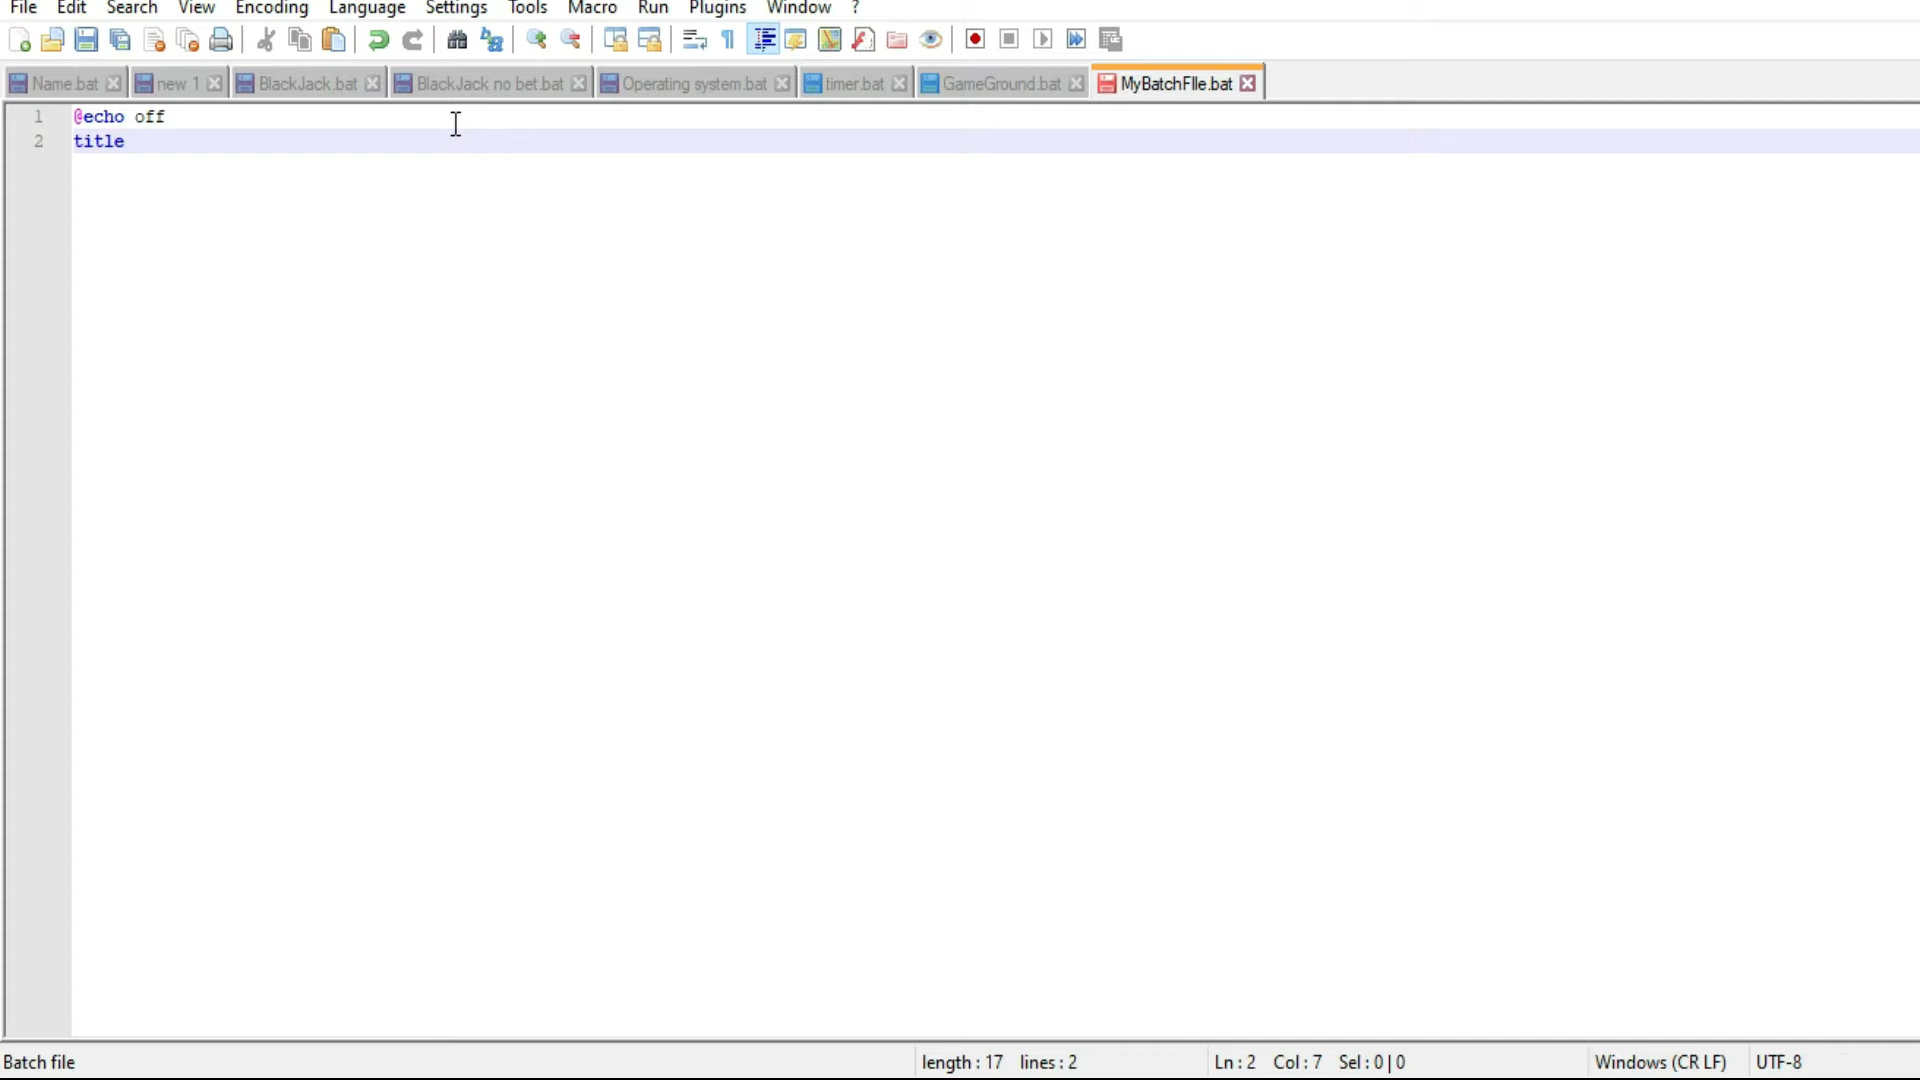 File Edit Search View Encoding Language Settings Tools Macro Run Plugins Window ?
Name.bat new 1 BlackJack.bat BlackJack no bet.bat Operating system.bat timer.bat GameGround.bat MyBatchFIle.bat
1 @echo off
2 title
Batch file length : 17 lines : 2 Ln : 2 Col : 7 Sel : 0 | 0 Windows (CR LF) UTF-8